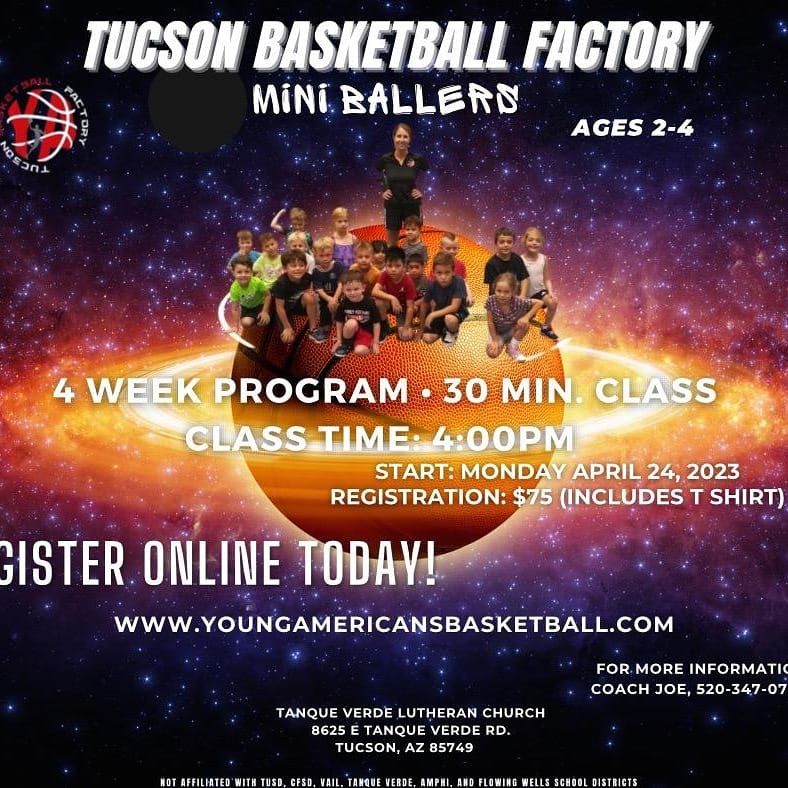 TUCSON BASKETBALL FACTORY
MINI BALLERS
AGES 2-4
TUCSON BASKETBALL FACTORY
4 WEEK PROGRAM • 30 MIN. CLASS
CLASS TIME: 4:00PM
START: MONDAY APRIL 24, 2023
REGISTRATION: $75 (INCLUDES T SHIRT)
GISTER ONLINE TODAY!
WWW.YOUNGAMERICANSBASKETBALL.COM
FOR MORE INFORMATIO
COACH JOE, 520-347-07
TANQUE VERDE LUTHERAN CHURCH
8625 E TANQUE VERDE RD.
TUCSON, AZ 85749
NOT AFFILIATED WITH TUSD, CFSD, VAIL, TANQUE VERDE, AMPHI, AND FLOWING WELLS SCHOOL DISTRICTS